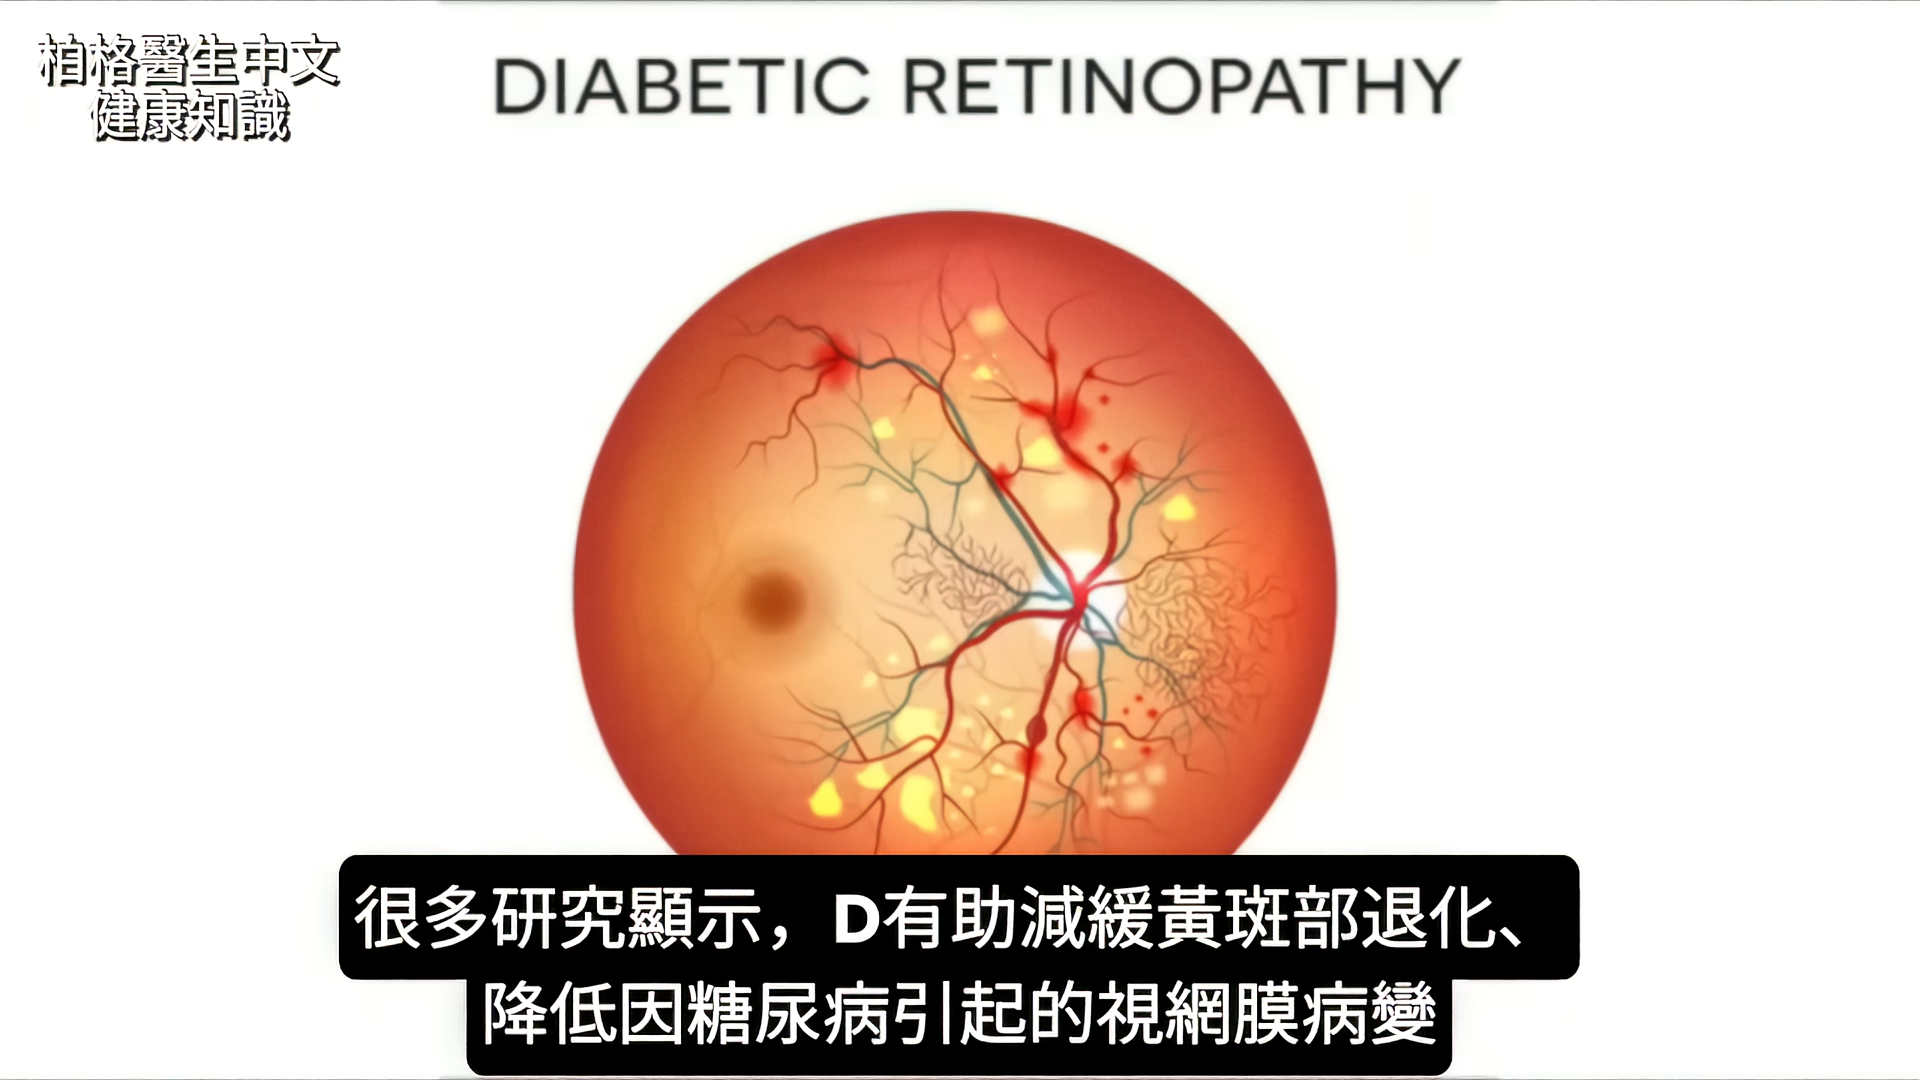 柏格醫生中文
健康知識
DIABETIC RETINOPATHY
很多研究顯示，D有助減緩黃斑部退化、
降低因糖尿病引起的視網膜病變